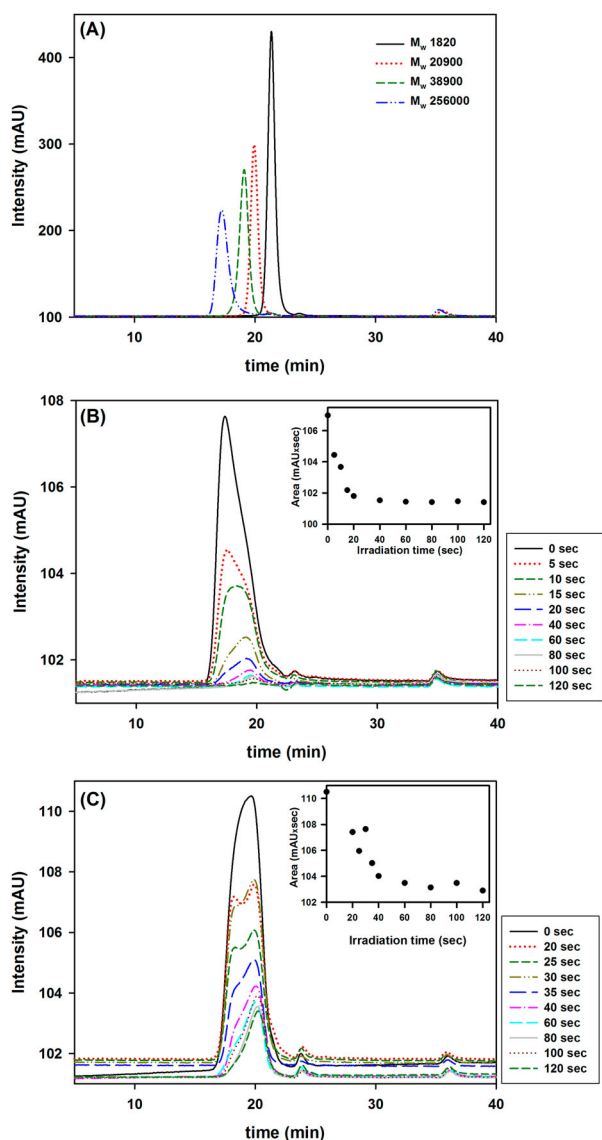 (A)
M_w 1820
M_w 20900
M_w 38900
M_w 256000
Intensity (mAU)
400
300
200
100
10
20
30
40
time (min)
(B)
108
106
104
102
Intensity (mAU)
10
20
30
40
time (min)
Area (mAUxsec)
107
106
105
104
103
102
101
100
0
20
40
60
80
100
120
Irradiation time (sec)
0 sec
5 sec
10 sec
15 sec
20 sec
40 sec
60 sec
80 sec
100 sec
120 sec
(C)
110
108
106
104
102
Intensity (mAU)
10
20
30
40
time (min)
Area (mAUxsec)
110
108
106
104
102
0
20
40
60
80
100
120
Irradiation time (sec)
0 sec
20 sec
25 sec
30 sec
35 sec
40 sec
60 sec
80 sec
100 sec
120 sec